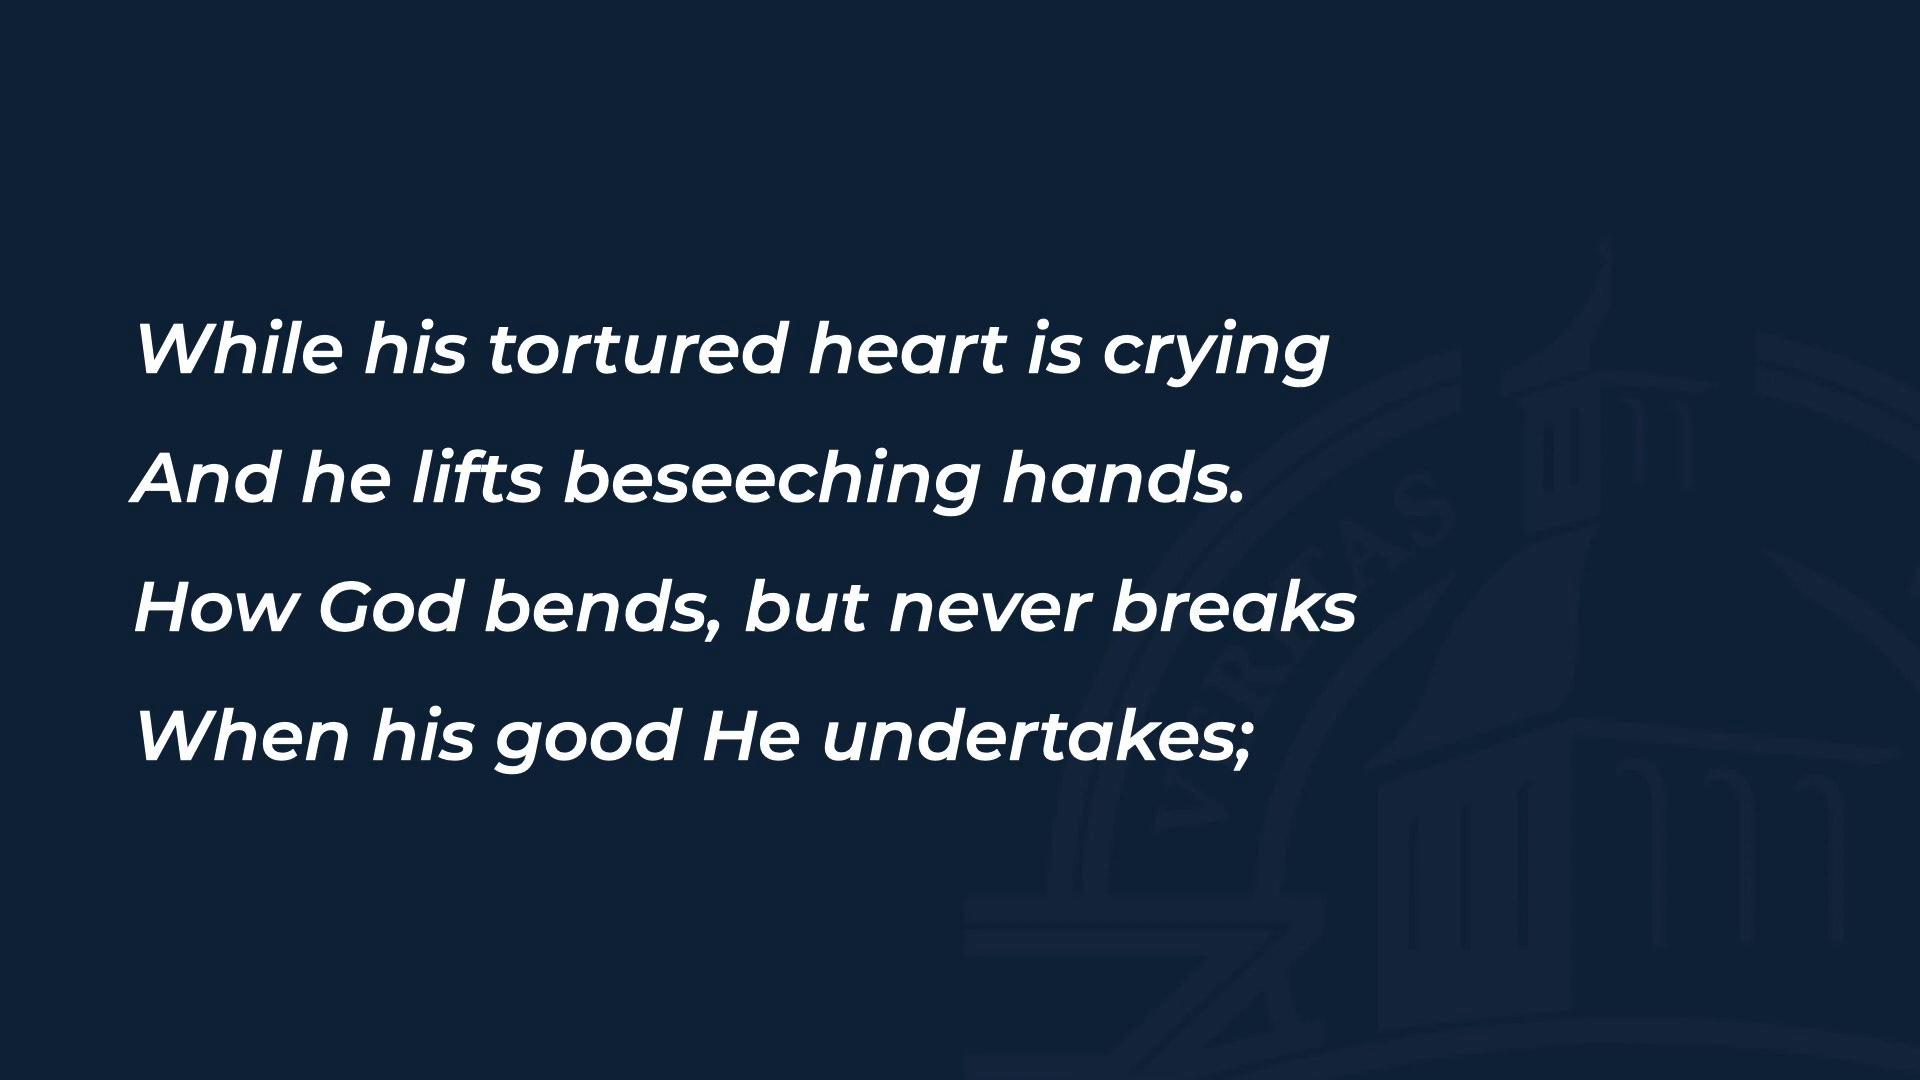 While his tortured heart is crying
And he lifts beseeching hands.
How God bends, but never breaks
When his good He undertakes;
VERITAS